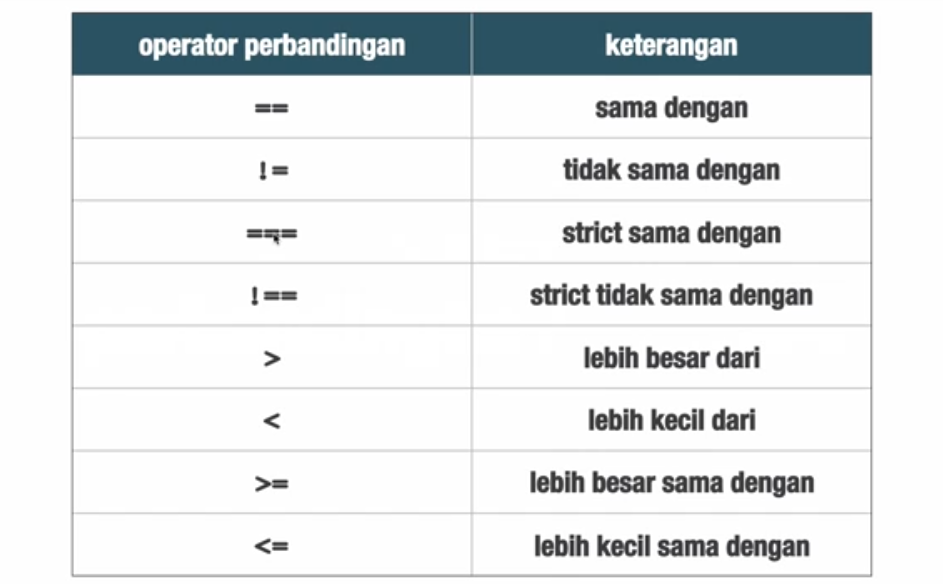 operator perbandingan keterangan
== sama dengan
!= tidak sama dengan
=== strict sama dengan
!== strict tidak sama dengan
> lebih besar dari
< lebih kecil dari
>= lebih besar sama dengan
<= lebih kecil sama dengan